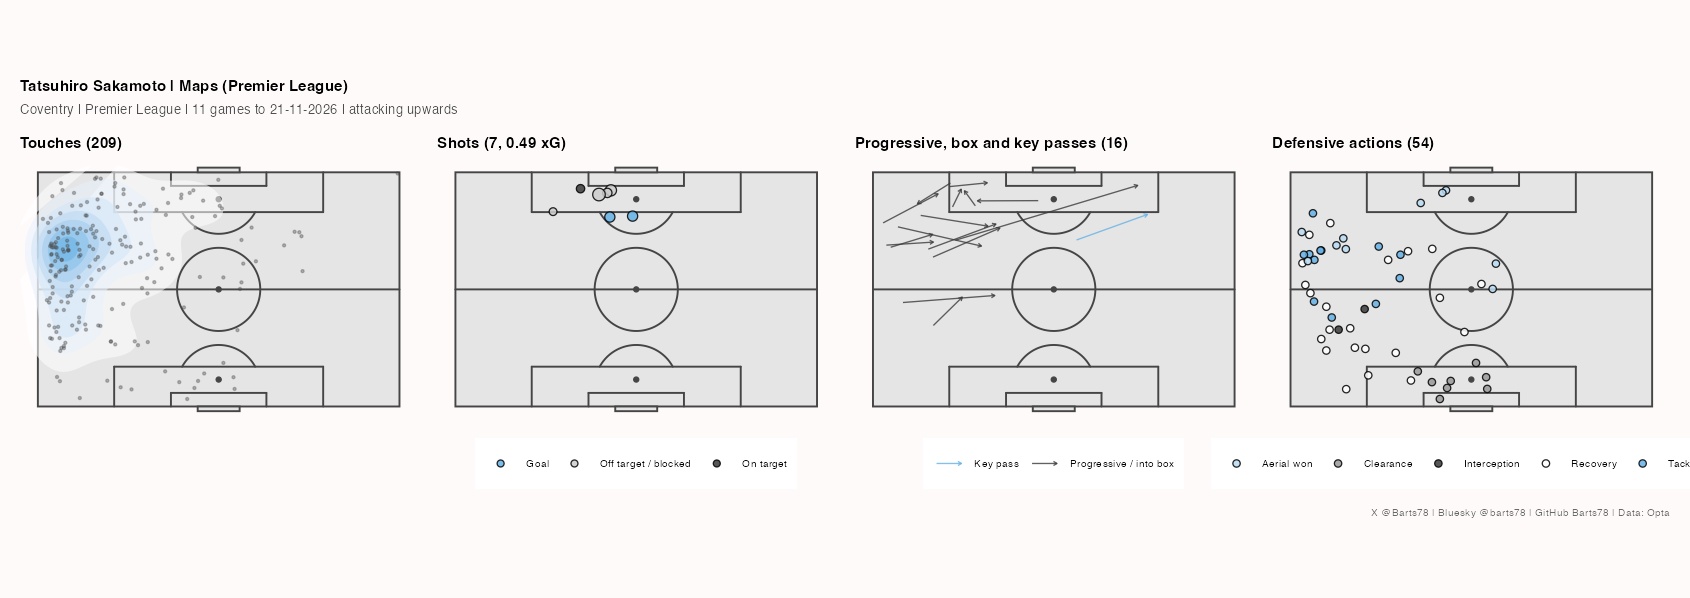 Tatsuhiro Sakamoto | Maps (Premier League)
Coventry | Premier League | 11 games to 21-11-2026 | attacking upwards
Touches (209)
Shots (7, 0.49 xG)
Progressive, box and key passes (16)
Defensive actions (54)
Goal
Off target / blocked
On target
Key pass
Progressive / into box
Aerial won
Clearance
Interception
Recovery
Tack
X @Barts78 | Bluesky @barts78 | GitHub Barts78 | Data: Opta